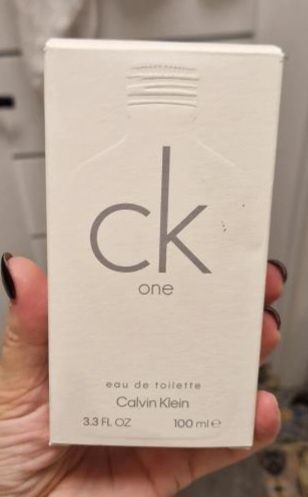 ck
one
eau de toilette
Calvin Klein
3.3 FL OZ 100 ml ℮